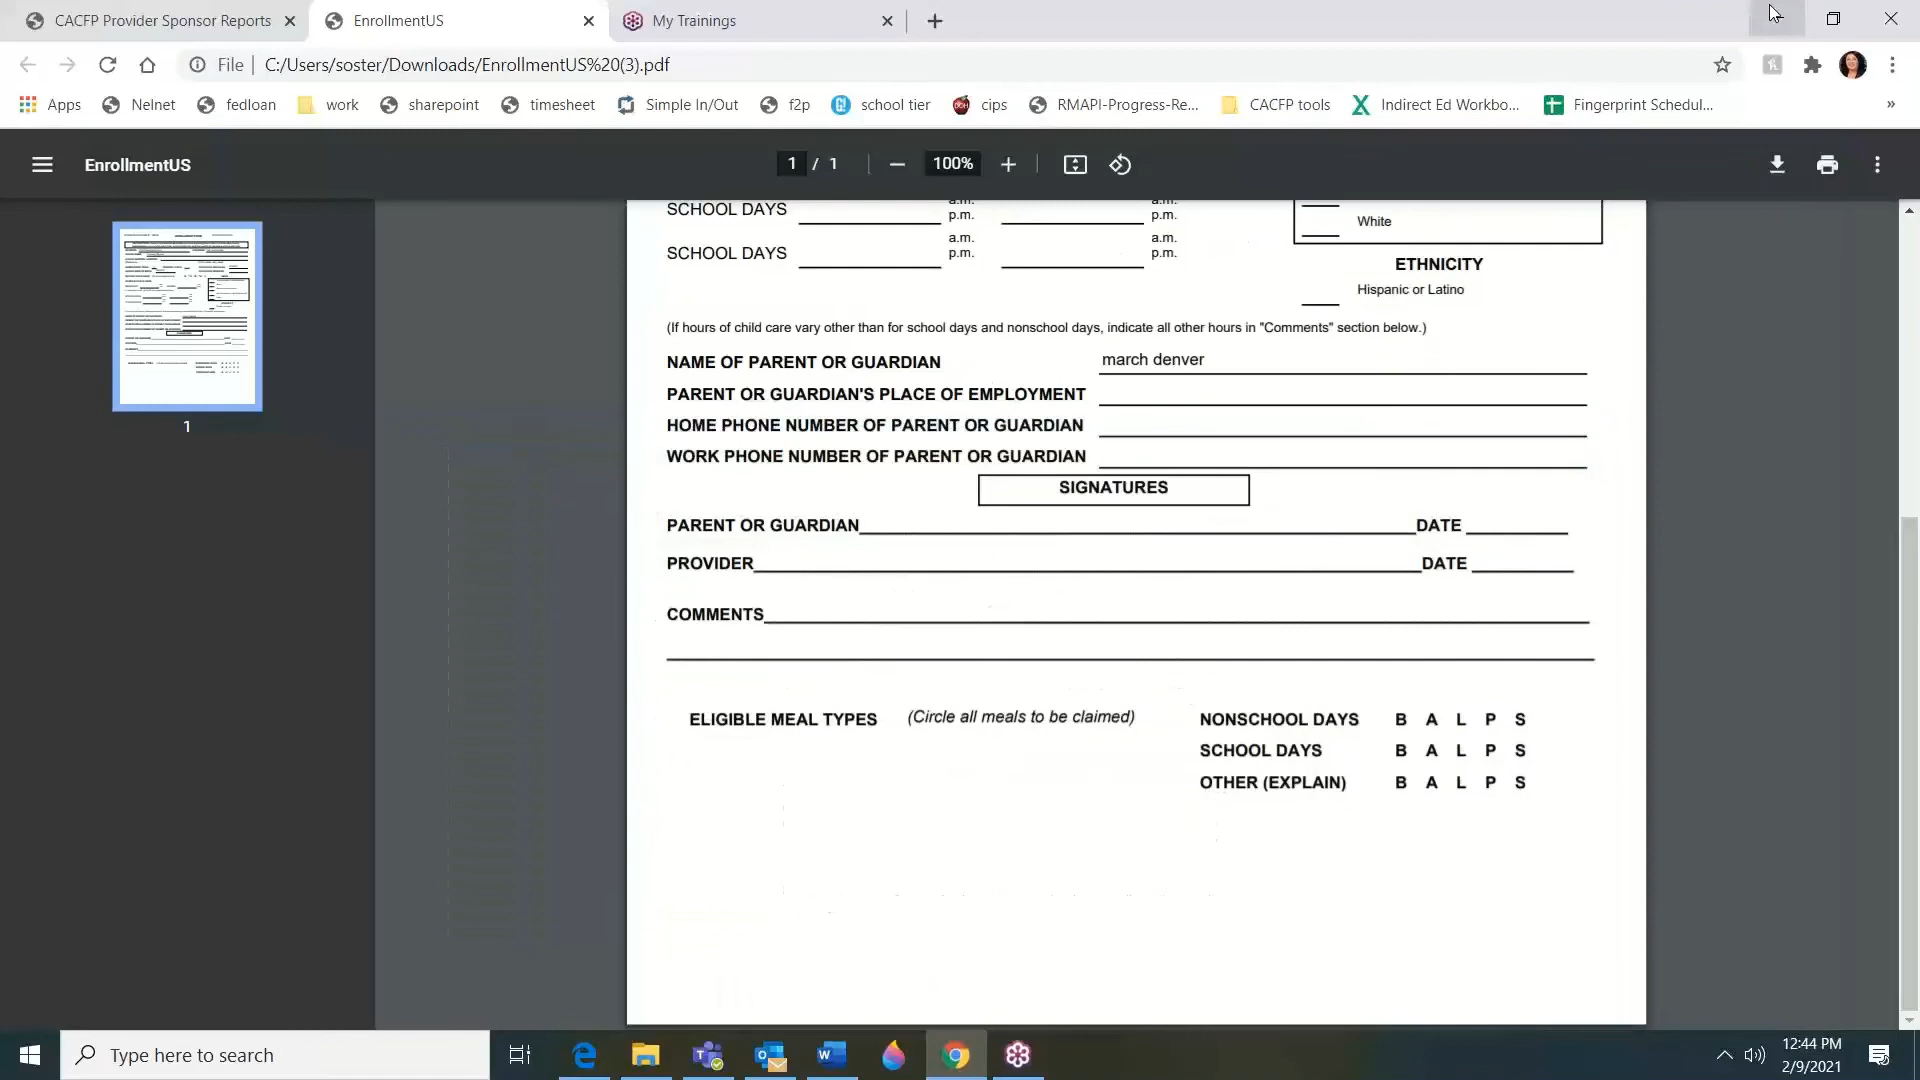 CACFP Provider Sponsor Reports
EnrollmentUS
My Trainings
File
C:/Users/soster/Downloads/EnrollmentUS%20(3).pdf
Apps
Nelnet
fedloan
work
sharepoint
timesheet
Simple In/Out
f2p
school tier
cips
RMAPI-Progress-Re...
CACFP tools
Indirect Ed Workbo...
Fingerprint Schedul...
»
EnrollmentUS
1 / 1
100%
SCHOOL DAYS
a.m.
p.m.
a.m.
p.m.
White
SCHOOL DAYS
a.m.
p.m.
a.m.
p.m.
ETHNICITY
Hispanic or Latino
(If hours of child care vary other than for school days and nonschool days, indicate all other hours in "Comments" section below.)
NAME OF PARENT OR GUARDIAN march denver
PARENT OR GUARDIAN'S PLACE OF EMPLOYMENT
HOME PHONE NUMBER OF PARENT OR GUARDIAN
WORK PHONE NUMBER OF PARENT OR GUARDIAN
SIGNATURES
PARENT OR GUARDIAN DATE
PROVIDER DATE
COMMENTS
ELIGIBLE MEAL TYPES (Circle all meals to be claimed) NONSCHOOL DAYS B A L P S
SCHOOL DAYS B A L P S
OTHER (EXPLAIN) B A L P S
1
Type here to search
12:44 PM
2/9/2021